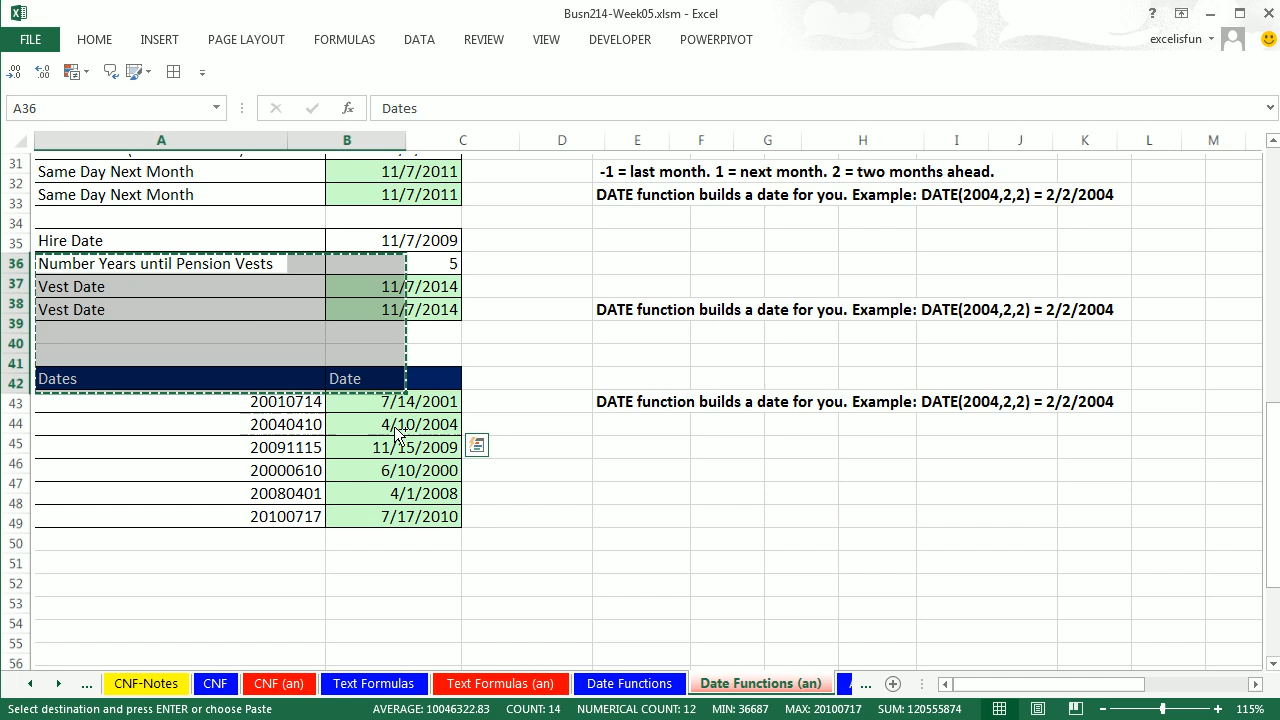 Busn214-Week05.xlsm - Excel
?
FILE HOME INSERT PAGE LAYOUT FORMULAS DATA REVIEW VIEW DEVELOPER POWERPIVOT excelisfun
A36 fx Dates
A B C D E F G H I J K L M
31
32 Same Day Next Month 11/7/2011 -1 = last month. 1 = next month. 2 = two months ahead.
33 Same Day Next Month 11/7/2011 DATE function builds a date for you. Example: DATE(2004,2,2) = 2/2/2004
34
35 Hire Date 11/7/2009
36 Number Years until Pension Vests 5
37 Vest Date 11/7/2014
38 Vest Date 11/7/2014 DATE function builds a date for you. Example: DATE(2004,2,2) = 2/2/2004
39
40
41
42 Dates Date
43 20010714 7/14/2001 DATE function builds a date for you. Example: DATE(2004,2,2) = 2/2/2004
44 20040410 4/10/2004
45 20091115 11/15/2009
46 20000610 6/10/2000
47 20080401 4/1/2008
48 20100717 7/17/2010
49
50
51
52
53
54
55
56
... CNF-Notes CNF CNF (an) Text Formulas Text Formulas (an) Date Functions Date Functions (an) ...
Select destination and press ENTER or choose Paste AVERAGE: 10046322.83 COUNT: 14 NUMERICAL COUNT: 12 MIN: 36687 MAX: 20100717 SUM: 120555874 115%